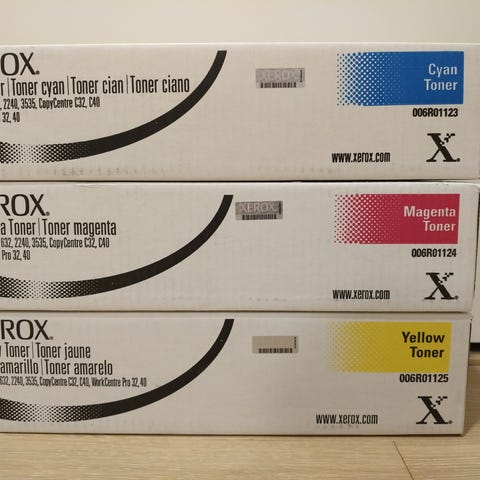 OX.
r | Toner cyan | Toner cian | Toner ciano
, 2240, 3535, CopyCentre C32, C40
32, 40
XEROX
Cyan
Toner
006R01123
www.xerox.com
X
ROX.
a Toner | Toner magenta
632, 2240, 3535, CopyCentre C32, C40
Pro 32, 40
XEROX
Magenta
Toner
006R01124
www.xerox.com
X
EROX.
Toner | Toner jaune
amarillo | Toner amarelo
632, 2240, 3535, CopyCentre C32, C40, WorkCentre Pro 32, 40
Yellow
Toner
006R01125
www.xerox.com
X